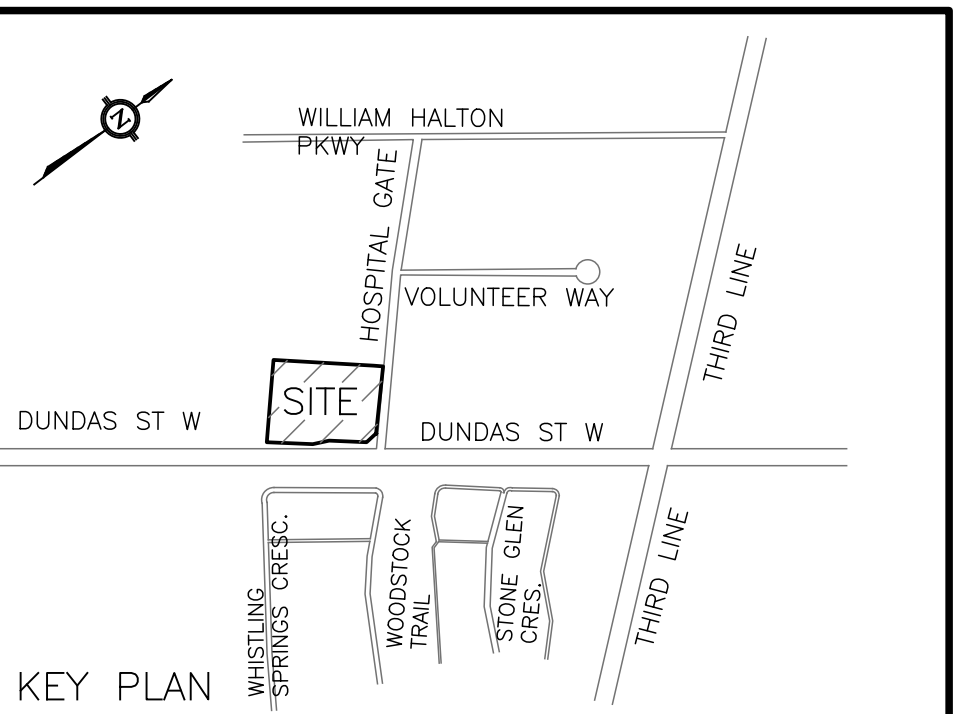 N
WILLIAM HALTON
PKWY
HOSPITAL GATE
VOLUNTEER WAY
THIRD LINE
SITE
DUNDAS ST W
DUNDAS ST W
WHISTLING
SPRINGS CRESC.
WOODSTOCK
TRAIL
STONE GLEN
CRES.
THIRD LINE
KEY PLAN